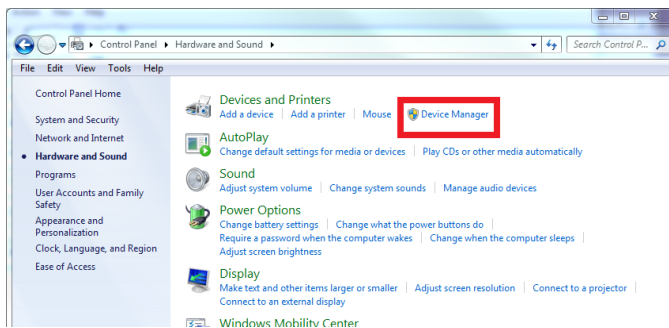 Control Panel ▸ Hardware and Sound ▸
Search Control P...
File Edit View Tools Help
Control Panel Home
System and Security
Network and Internet
Hardware and Sound
Programs
User Accounts and Family
Safety
Appearance and
Personalization
Clock, Language, and Region
Ease of Access
Devices and Printers
Add a device Add a printer Mouse Device Manager
AutoPlay
Change default settings for media or devices Play CDs or other media automatically
Sound
Adjust system volume Change system sounds Manage audio devices
Power Options
Change battery settings Change what the power buttons do
Require a password when the computer wakes Change when the computer sleeps
Adjust screen brightness
Display
Make text and other items larger or smaller Adjust screen resolution Connect to a projector
Connect to an external display
Windows Mobility Center